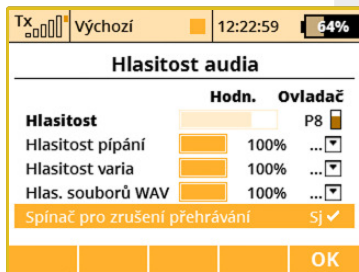 Tx Výchozí 12:22:59 64%
Hlasitost audia
Hodn. Ovladač
Hlasitost P8
Hlasitost pípání 100% ...
Hlasitost varia 100% ...
Hlas. souborů WAV 100% ...
Spínač pro zrušení přehrávání Sj
OK